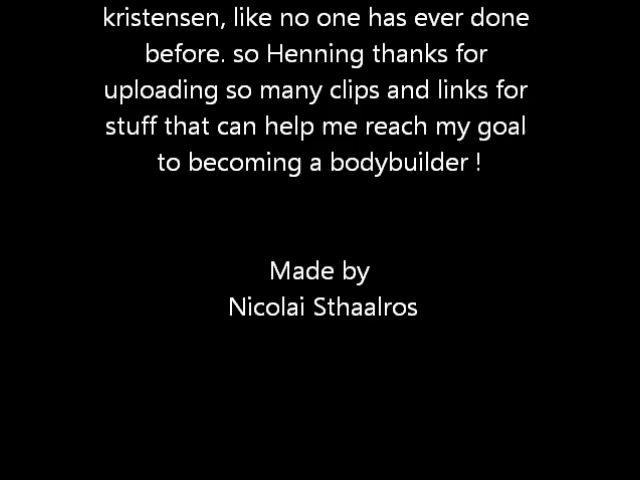 kristensen, like no one has ever done
before. so Henning thanks for
uploading so many clips and links for
stuff that can help me reach my goal
to becoming a bodybuilder !
Made by
Nicolai Sthaalros